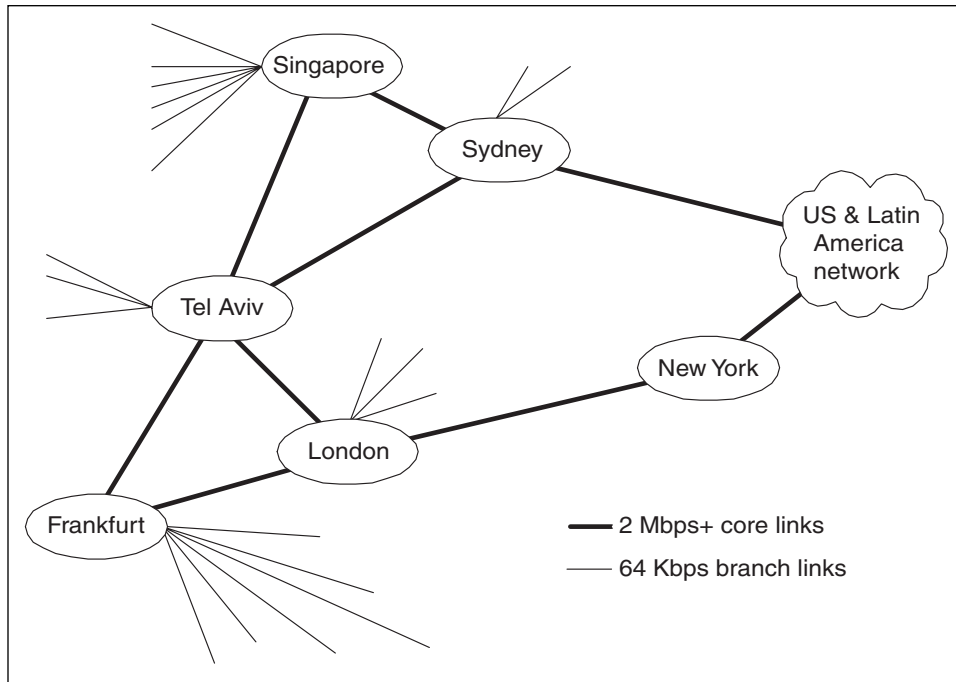 Singapore
Sydney
US & Latin
America
network
Tel Aviv
New York
London
Frankfurt
2 Mbps+ core links
64 Kbps branch links